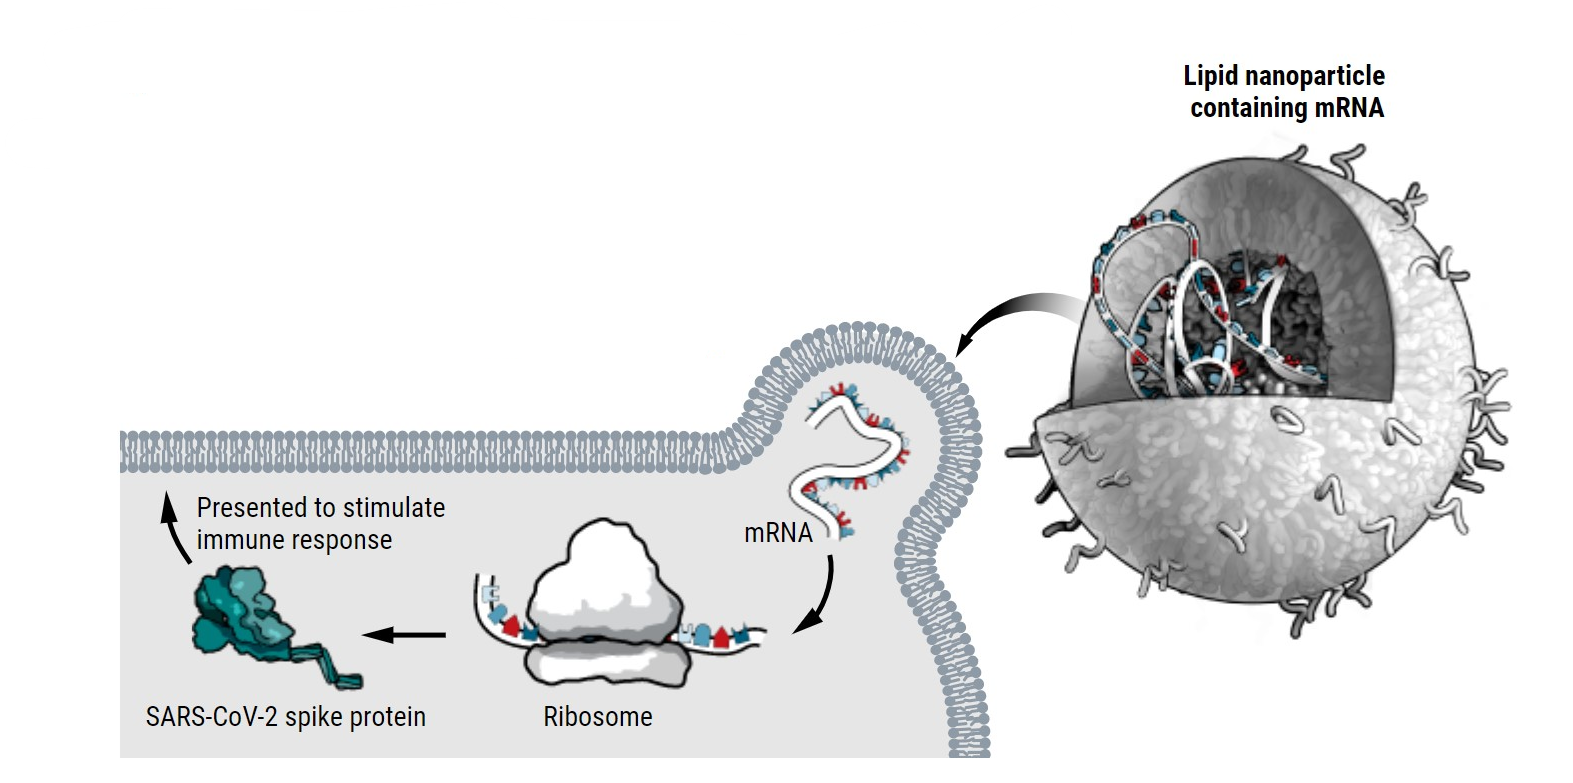 Lipid nanoparticle
containing mRNA
Presented to stimulate
immune response
mRNA
SARS-CoV-2 spike protein
Ribosome